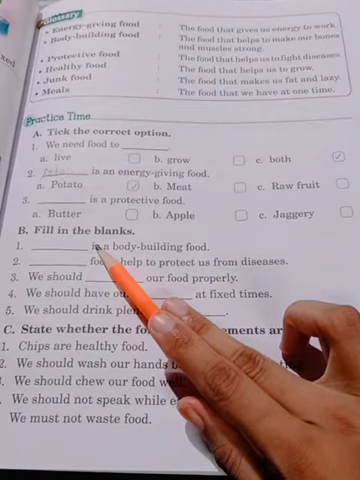 Glossary
• Energy-giving food : The food that gives us energy to work.
• Body-building food : The food that helps to make our bones
and muscles strong.
• Protective food : The food that helps us to fight diseases.
• Healthy food : The food that helps us to grow.
• Junk food : The food that makes us fat and lazy.
• Meals : The food that we have at one time.
Practice Time
A. Tick the correct option.
1. We need food to ________.
a. live b. grow c. both ✓
2. ________ is an energy-giving food.
a. Potato ✓ b. Meat c. Raw fruit
3. ________ is a protective food.
a. Butter b. Apple c. Jaggery
B. Fill in the blanks.
1. ________ is a body-building food.
2. ________ help to protect us from diseases.
3. We should ________ our food properly.
4. We should have ________ at fixed times.
5. We should drink ________.
C. State whether the
1. Chips are healthy food.
2. We should wash our hands
3. We should chew our food
. We should not speak while
We must not waste food.